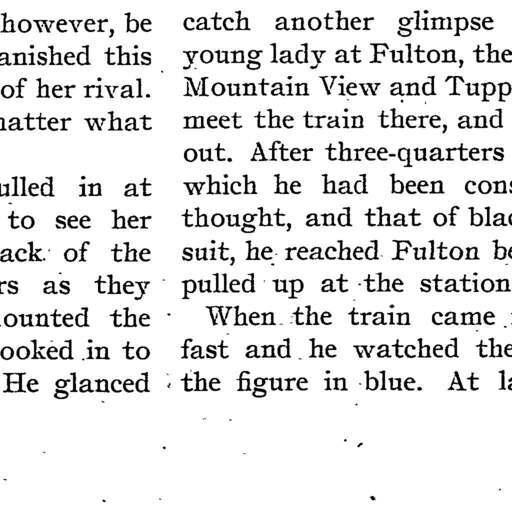 however, be
anished this
of her rival.
natter what
ulled in at
to see her
ack of the
rs as they
ounted the
ooked in to
He glanced
catch another glimpse
young lady at Fulton, the
Mountain View and Tupp
meet the train there, and
out. After three-quarters
which he had been cons
thought, and that of blac
suit, he reached Fulton be
pulled up at the station
When the train came
fast and he watched the
the figure in blue. At la